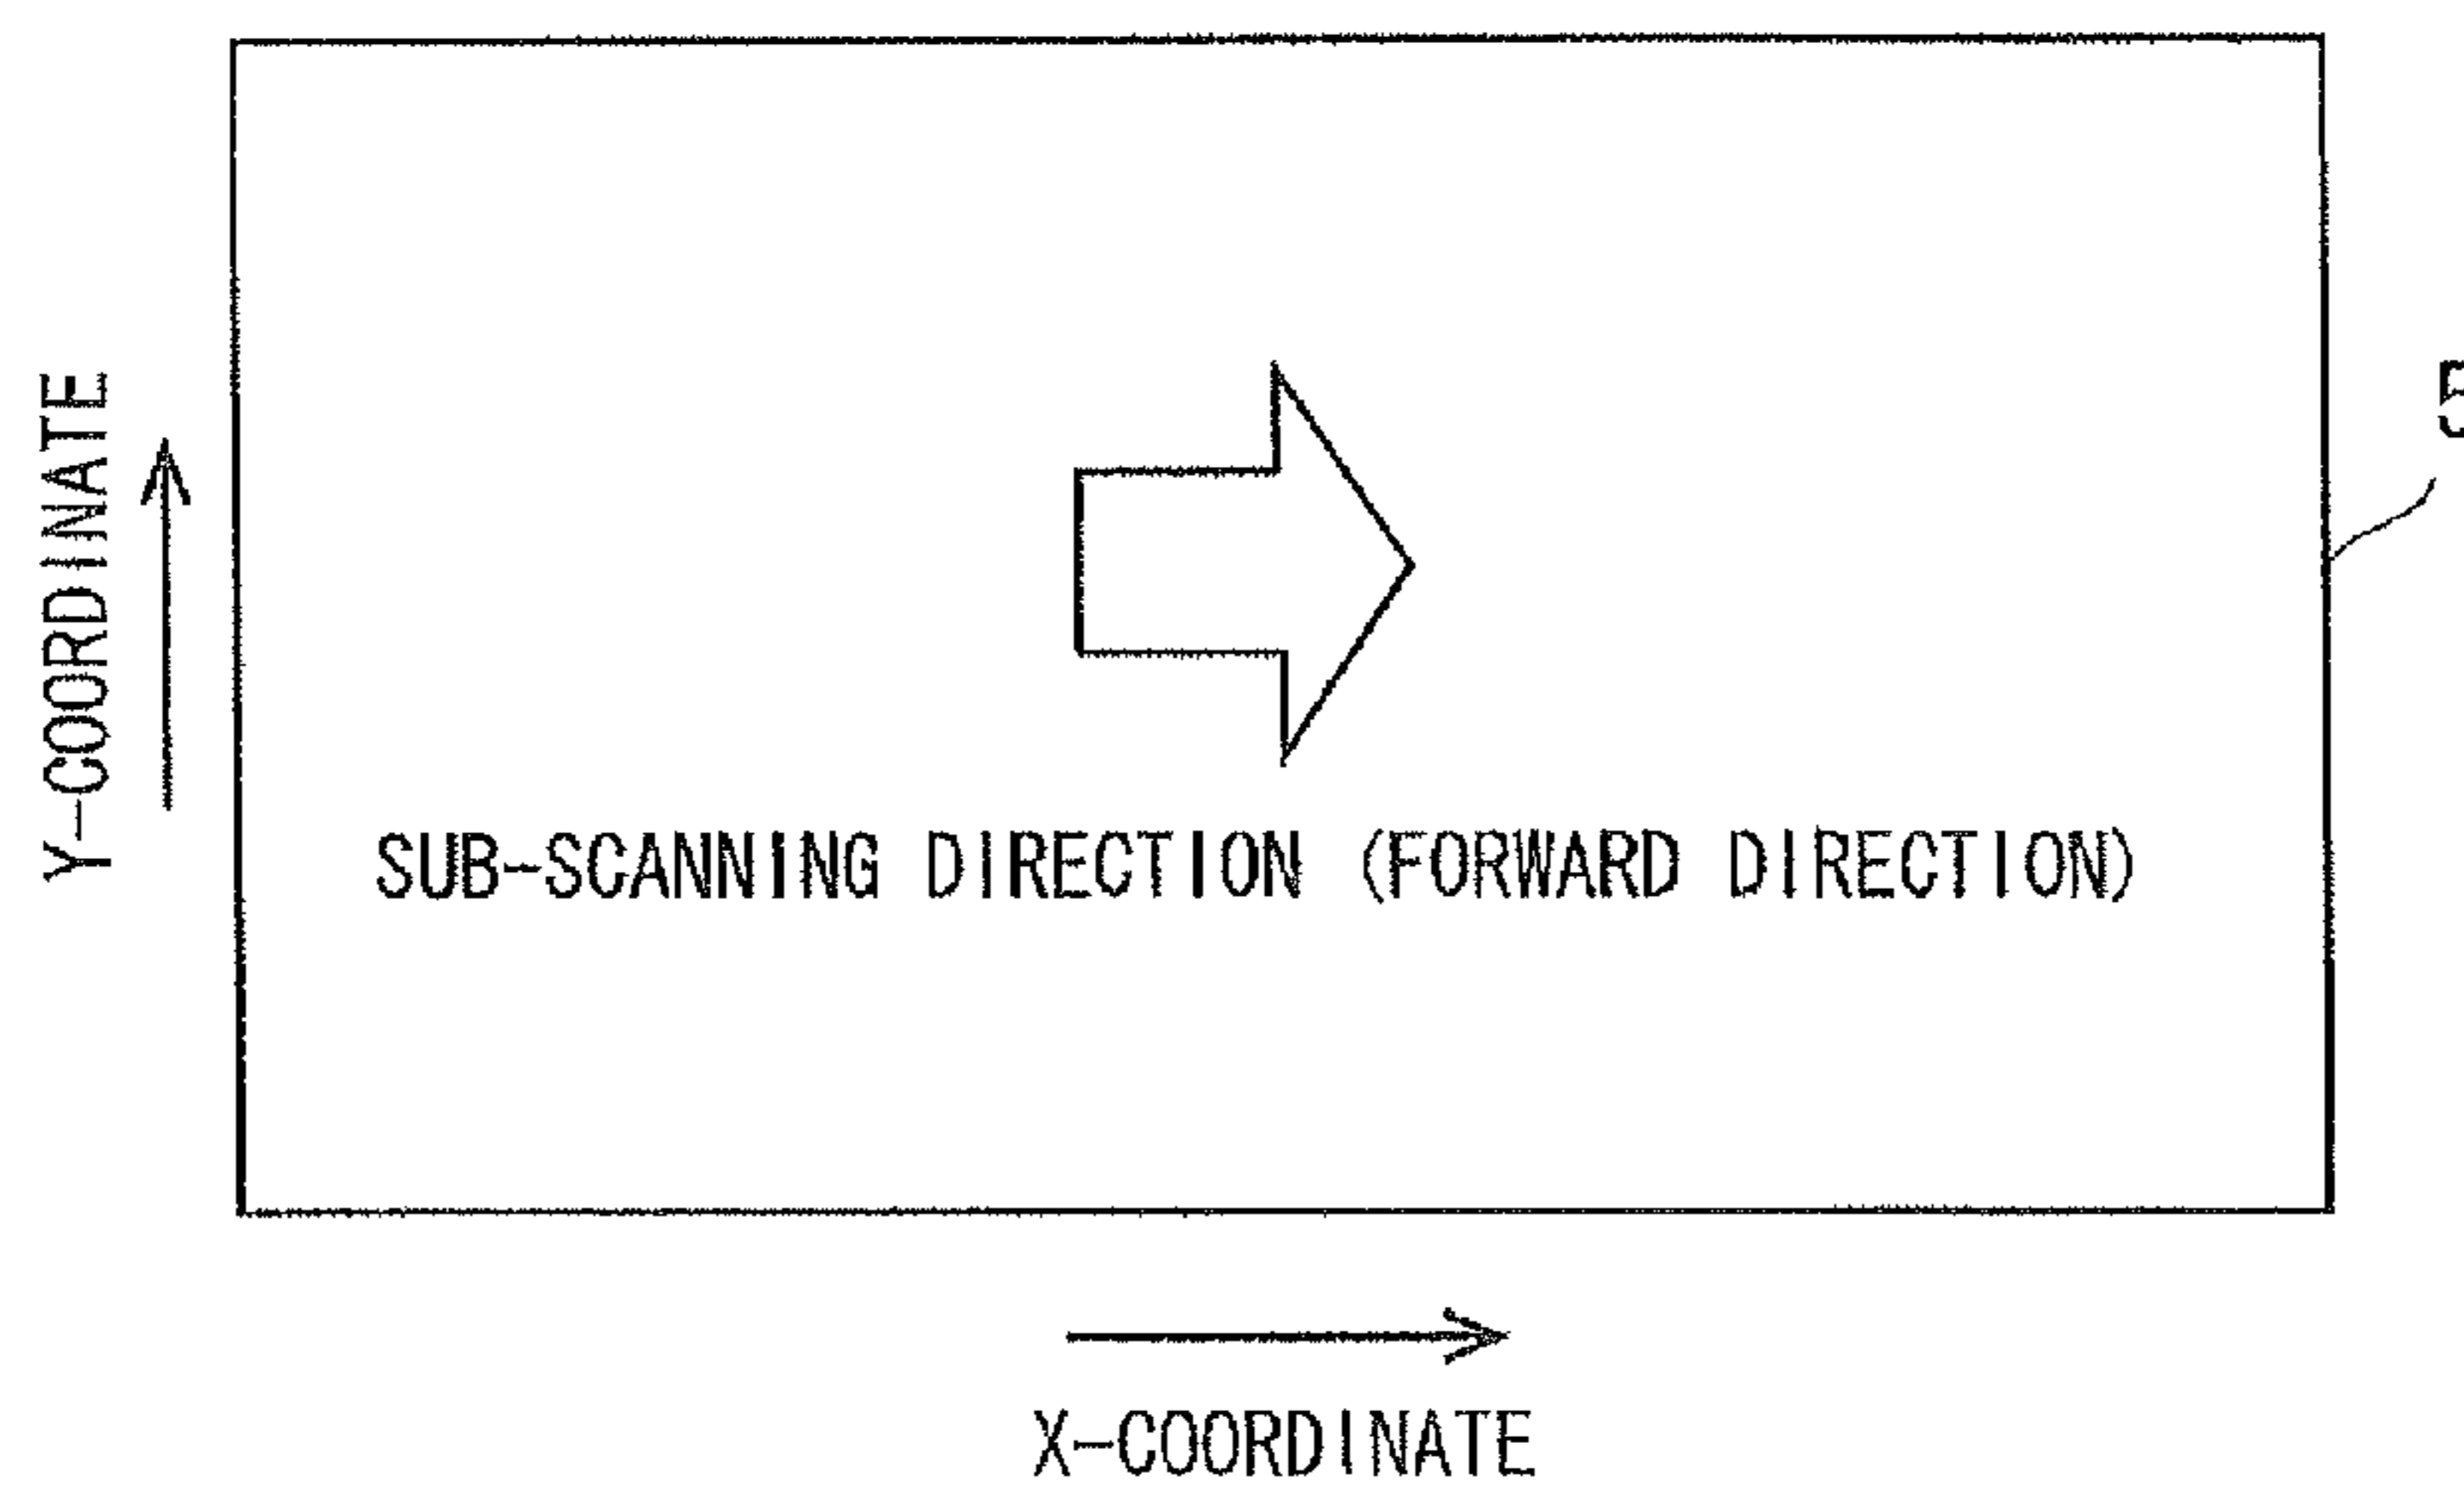 Y-COORDINATE
SUB-SCANNING DIRECTION (FORWARD DIRECTION)
X-COORDINATE